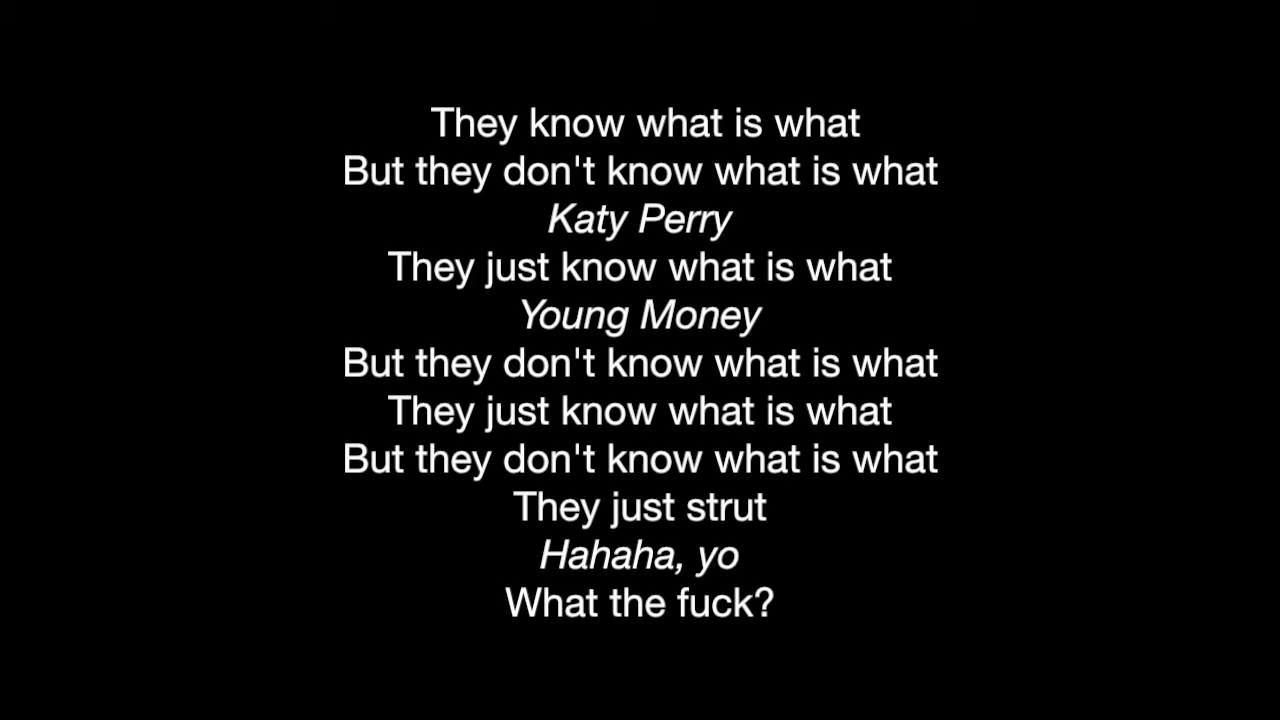 They know what is what
But they don't know what is what
Katy Perry
They just know what is what
Young Money
But they don't know what is what
They just know what is what
But they don't know what is what
They just strut
Hahaha, yo
What the fuck?